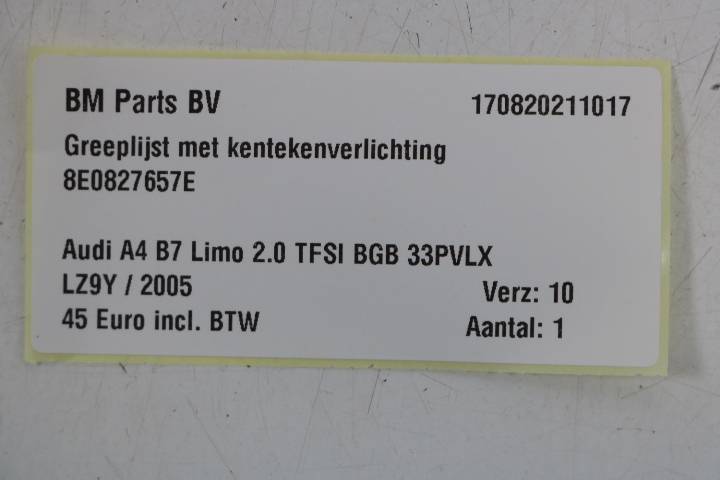 BM Parts BV 170820211017
Greeplijst met kentekenverlichting
8E0827657E
Audi A4 B7 Limo 2.0 TFSI BGB 33PVLX
LZ9Y / 2005 Verz: 10
45 Euro incl. BTW Aantal: 1